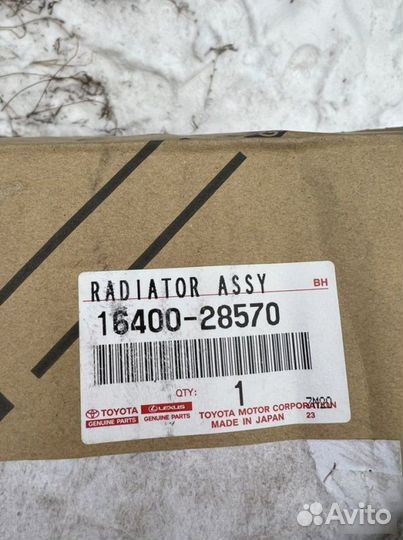 RADIATOR ASSY BH
16400-28570
QTY: 1
TOYOTA LEXUS TOYOTA MOTOR CORPORATION
GENUINE PARTS GENUINE PARTS MADE IN JAPAN 23
Avito